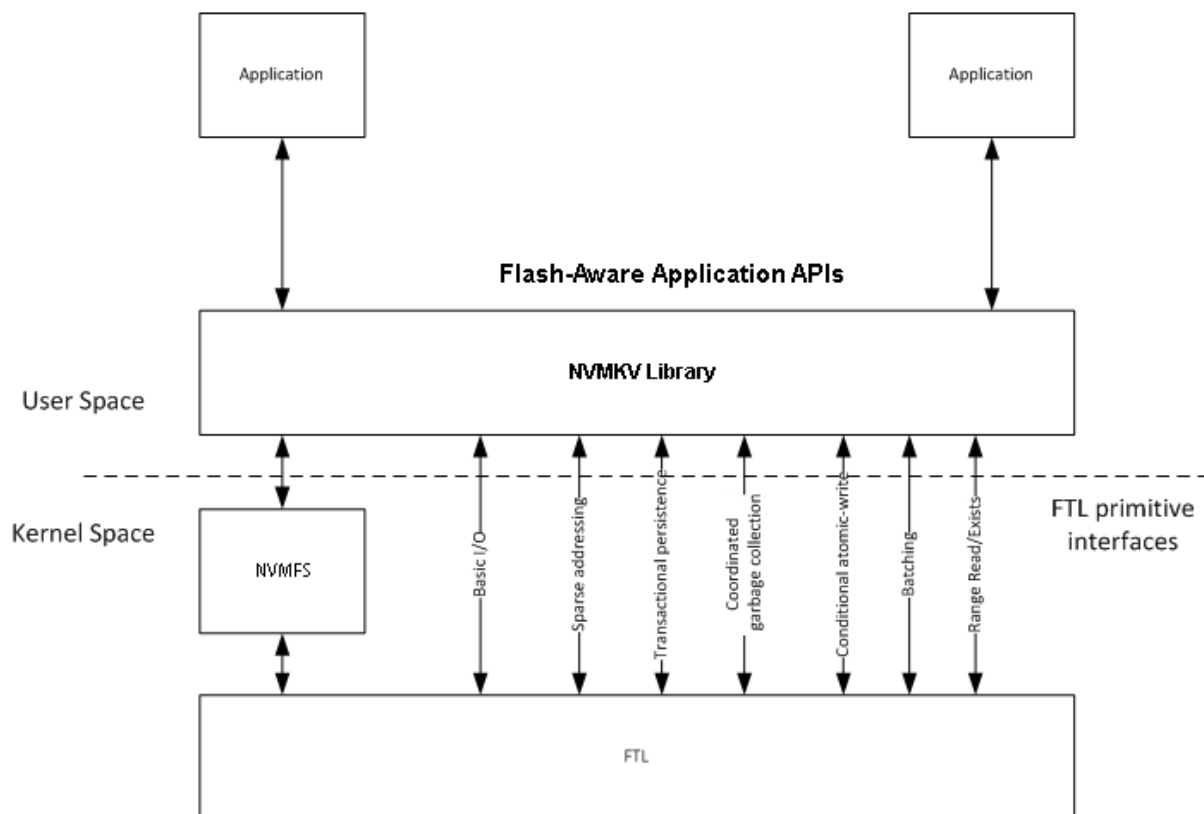 Application
Application
Flash-Aware Application APIs
NVMKV Library
User Space
Kernel Space
NVMFS
Basic I/O
Sparse addressing
Transactional persistence
Coordinated
garbage collection
Conditional atomic-write
Batching
Range Read/Exists
FTL primitive
interfaces
FTL